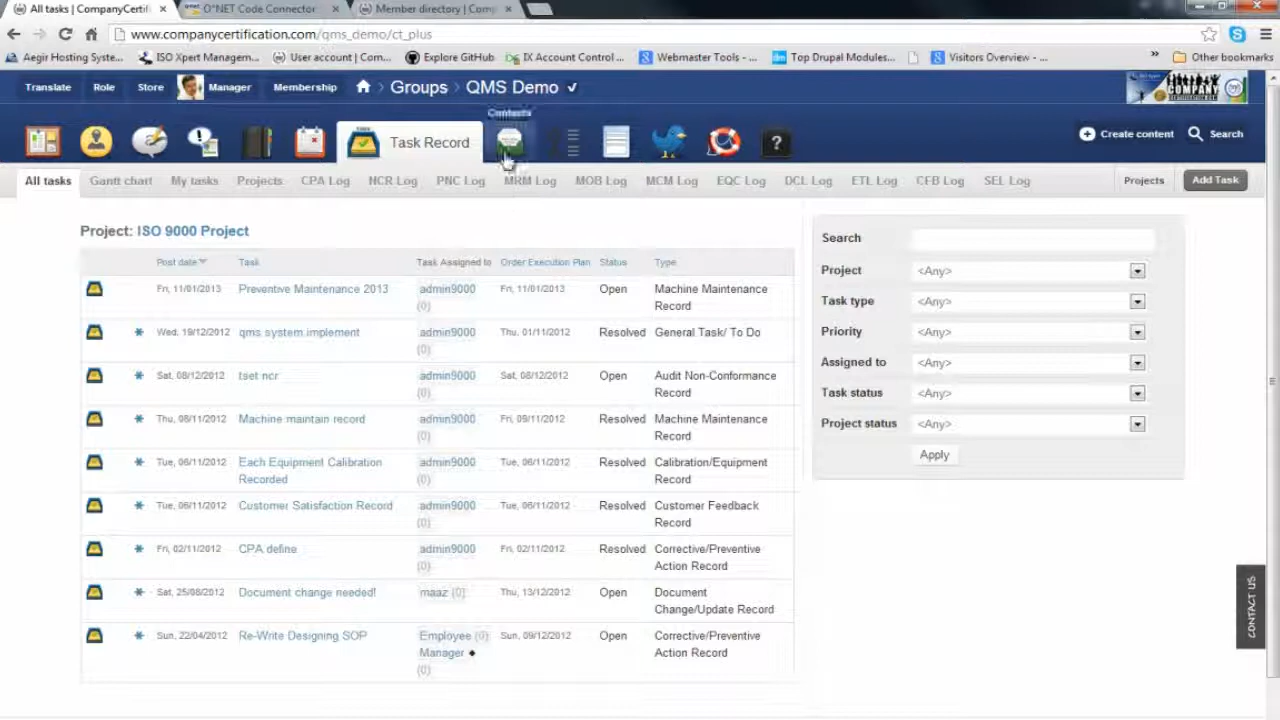 All tasks | CompanyCertifi × O*NET Code Connector × Member directory | Comp ×
www.companycertification.com/qms_demo/ct_plus
Aegir Hosting Syste... ISO Xpert Managem... User account | Com... Explore GitHub IX Account Control ... Webmaster Tools - ... Top Drupal Modules... Visitors Overview - ... » Other bookmarks
Translate Role Store Manager Membership › Groups › QMS Demo
COMPANY
Contacts
Task Record ? Create content Search
All tasks Gantt chart My tasks Projects CPA Log NCR Log PNC Log MRM Log MOB Log MCM Log EQC Log DCL Log ETL Log CFB Log SEL Log Projects Add Task
Project: ISO 9000 Project
Post date Task Task Assigned to Order Execution Plan Status Type
Fri, 11/01/2013 Preventive Maintenance 2013 admin9000 Fri, 11/01/2013 Open Machine Maintenance
(0) Record
* Wed, 19/12/2012 qms system implement admin9000 Thu, 01/11/2012 Resolved General Task/ To Do
(0)
* Sat, 08/12/2012 tset ncr admin9000 Sat, 08/12/2012 Open Audit Non-Conformance
(0) Record
* Thu, 08/11/2012 Machine maintain record admin9000 Fri, 09/11/2012 Resolved Machine Maintenance
(0) Record
* Tue, 06/11/2012 Each Equipment Calibration admin9000 Tue, 06/11/2012 Resolved Calibration/Equipment
Recorded (0) Record
* Tue, 06/11/2012 Customer Satisfaction Record admin9000 Tue, 06/11/2012 Resolved Customer Feedback
(0) Record
* Fri, 02/11/2012 CPA define admin9000 Fri, 02/11/2012 Resolved Corrective/Preventive
(0) Action Record
* Sat, 25/08/2012 Document change needed! maaz (0) Thu, 13/12/2012 Open Document
Change/Update Record
* Sun, 22/04/2012 Re-Write Designing SOP Employee (0) Sun, 09/12/2012 Open Corrective/Preventive
Manager ◆ Action Record
(0)
Search
Project <Any>
Task type <Any>
Priority <Any>
Assigned to <Any>
Task status <Any>
Project status <Any>
Apply
CONTACT US